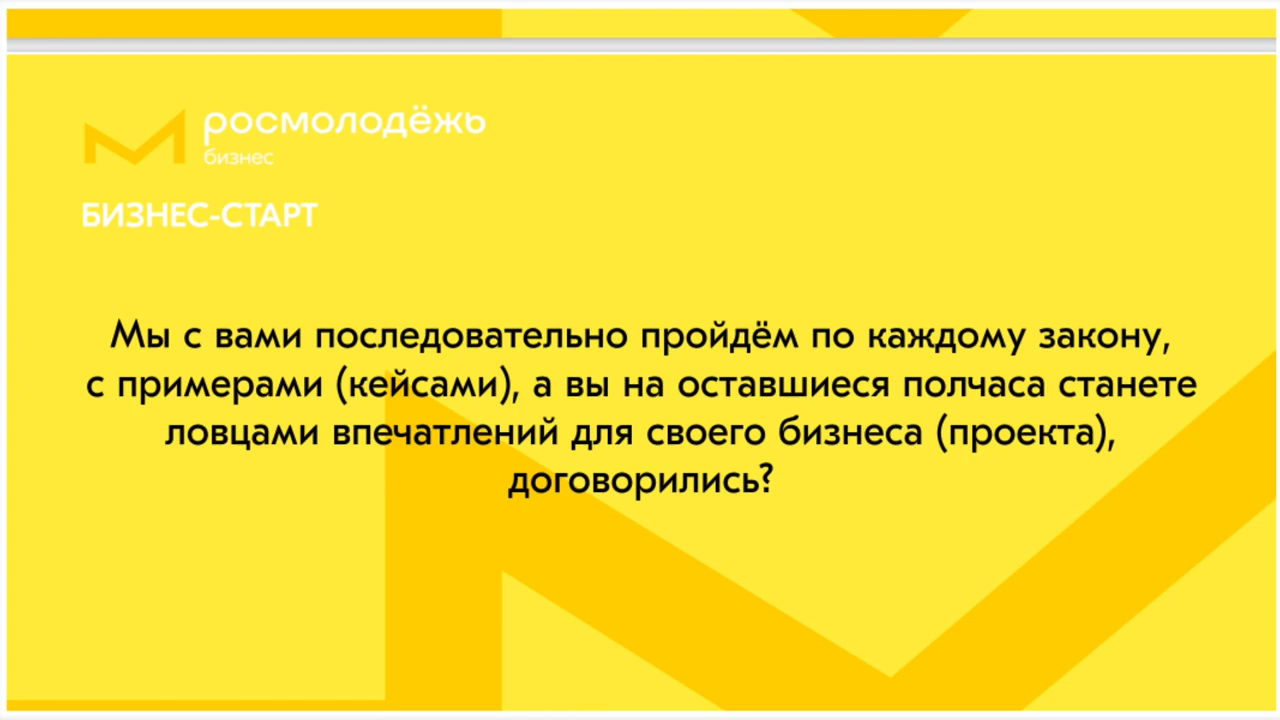 росмолодёжь
бизнес
БИЗНЕС-СТАРТ
Мы с вами последовательно пройдём по каждому закону,
с примерами (кейсами), а вы на оставшиеся полчаса станете
ловцами впечатлений для своего бизнеса (проекта),
договорились?